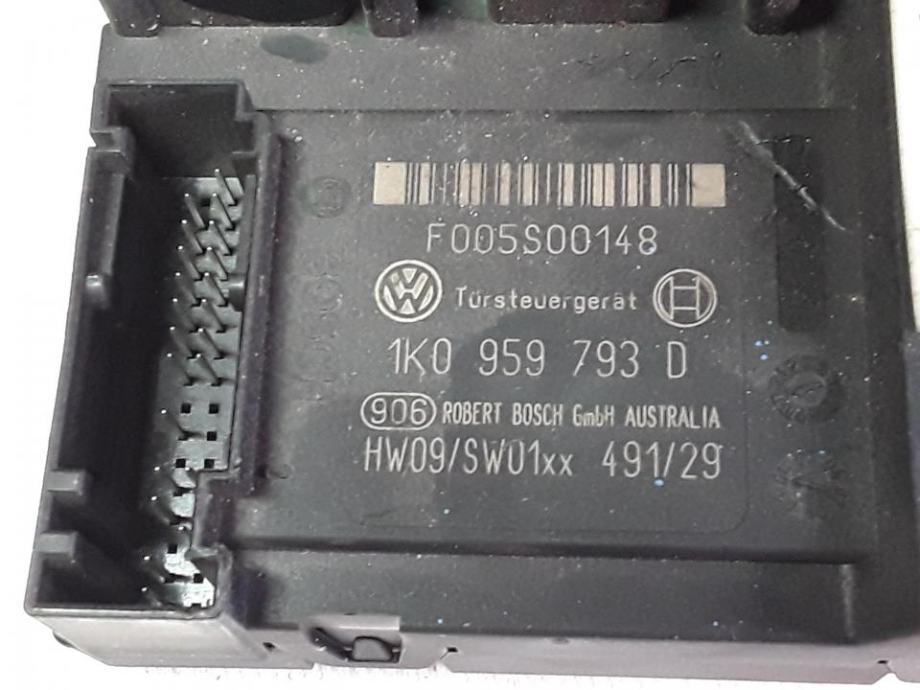 F005S00148
Türsteuergerät
1K0 959 793 D
906 ROBERT BOSCH GmbH AUSTRALIA
HW09/SW01xx 491/29